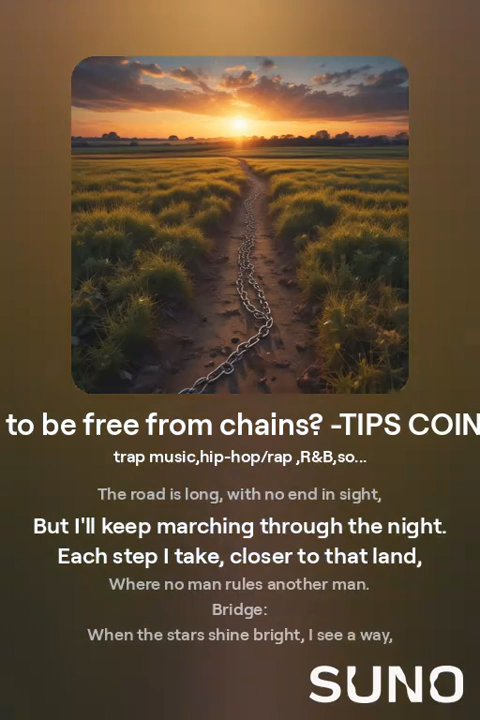 to be free from chains? -TIPS COIN
trap music,hip-hop/rap ,R&B,so...
The road is long, with no end in sight,
But I'll keep marching through the night.
Each step I take, closer to that land,
Where no man rules another man.
Bridge:
When the stars shine bright, I see a way,
SUNO